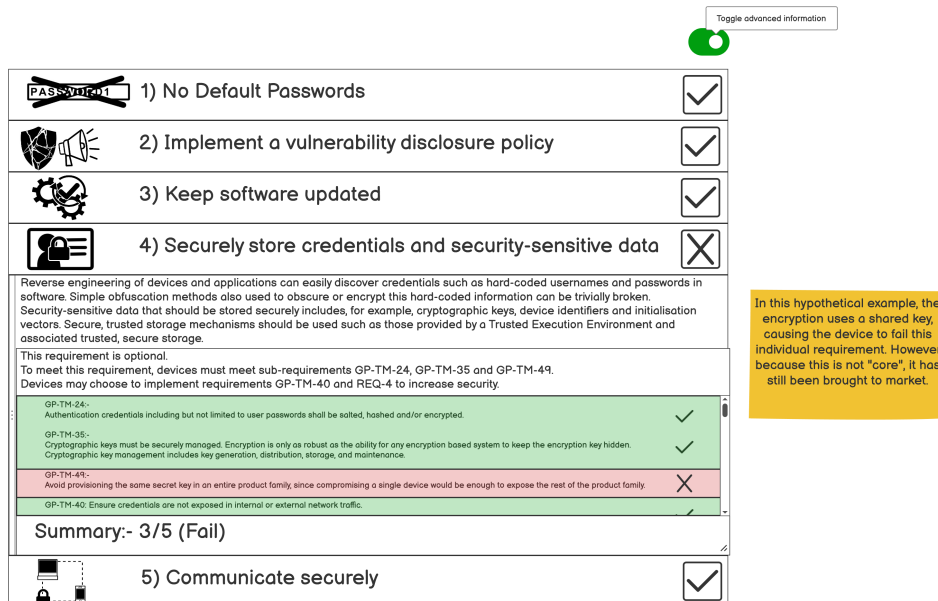 Toggle advanced information
PASSWORD1
1) No Default Passwords
2) Implement a vulnerability disclosure policy
3) Keep software updated
4) Securely store credentials and security-sensitive data
Reverse engineering of devices and applications can easily discover credentials such as hard-coded usernames and passwords in
software. Simple obfuscation methods also used to obscure or encrypt this hard-coded information can be trivially broken.
Security-sensitive data that should be stored securely includes, for example, cryptographic keys, device identifiers and initialisation
vectors. Secure, trusted storage mechanisms should be used such as those provided by a Trusted Execution Environment and
associated trusted, secure storage.
This requirement is optional.
To meet this requirement, devices must meet sub-requirements GP-TM-24, GP-TM-35 and GP-TM-49.
Devices may choose to implement requirements GP-TM-40 and REQ-4 to increase security.
GP-TM-24:-
Authentication credentials including but not limited to user passwords shall be salted, hashed and/or encrypted.
GP-TM-35:-
Cryptographic keys must be securely managed. Encryption is only as robust as the ability for any encryption based system to keep the encryption key hidden.
Cryptographic key management includes key generation, distribution, storage, and maintenance.
GP-TM-49:-
Avoid provisioning the same secret key in an entire product family, since compromising a single device would be enough to expose the rest of the product family.
GP-TM-40: Ensure credentials are not exposed in internal or external network traffic.
Summary:- 3/5 (Fail)
5) Communicate securely
In this hypothetical example, the
encryption uses a shared key,
causing the device to fail this
individual requirement. However
because this is not "core", it has
still been brought to market.